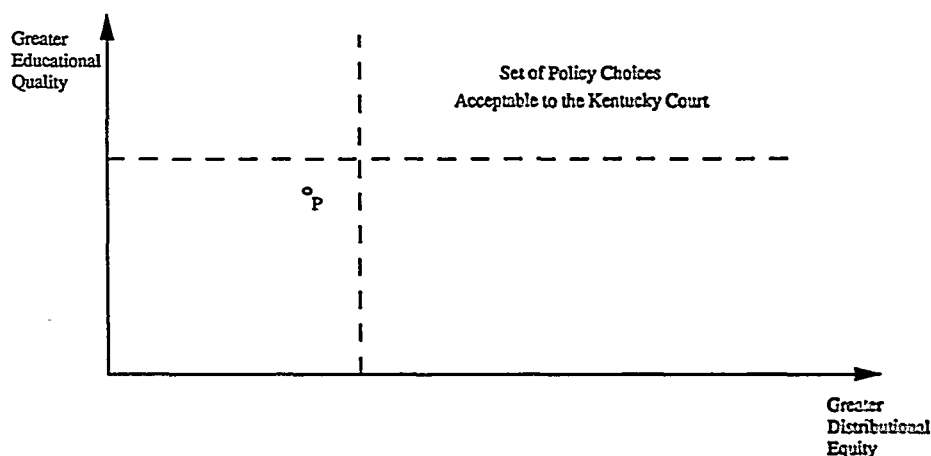 Greater
Educational
Quality
Set of Policy Choices
Acceptable to the Kentucky Court
P
Greater
Distributional
Equity